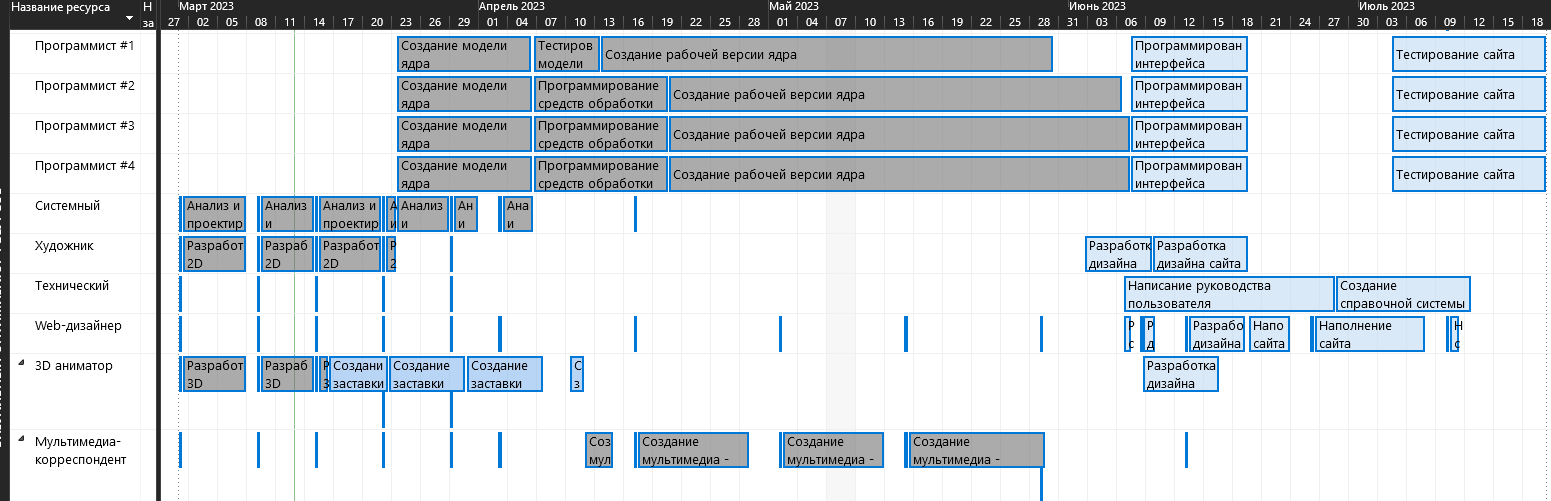 Название ресурса
Н
за
Март 2023
Апрель 2023
Май 2023
Июнь 2023
Июль 2023
27 02 05 08 11 14 17 20 23 26 29 01 04 07 10 13 16 19 22 25 28 01 04 07 10 13 16 19 22 25 28 31 03 06 09 12 15 18 21 24 27 30 03 06 09 12 15 18
Программист #1
Создание модели
ядра
Тестиров
модели
Создание рабочей версии ядра
Программирован
интерфейса
Тестирование сайта
Программист #2
Создание модели
ядра
Программирование
средств обработки
Создание рабочей версии ядра
Программирован
интерфейса
Тестирование сайта
Программист #3
Создание модели
ядра
Программирование
средств обработки
Создание рабочей версии ядра
Программирован
интерфейса
Тестирование сайта
Программист #4
Создание модели
ядра
Программирование
средств обработки
Создание рабочей версии ядра
Программирован
интерфейса
Тестирование сайта
Системный
Анализ и
проектир
Анализ
и
Анализ и
проектир
А
и
Анализ
и
Ан
и
Ана
и
Художник
Разработ
2D
Разраб
2D
Разработ
2D
Р
2
Разработк
дизайна
Разработка
дизайна сайта
Технический
Написание руководства
пользователя
Создание
справочной системы
Web-дизайнер
Р
с
Р
д
Разрабо
дизайна
Напо
сайта
Наполнение
сайта
Н
с
3D аниматор
Разработ
3D
Разраб
3D
Р
3
Создани
заставки
Создание
заставки
Создание
заставки
С
з
Разработка
дизайна
Мультимедиа-
корреспондент
Соз
мул
Создание
мультимедиа -
Создание
мультимедиа -
Создание
мультимедиа -